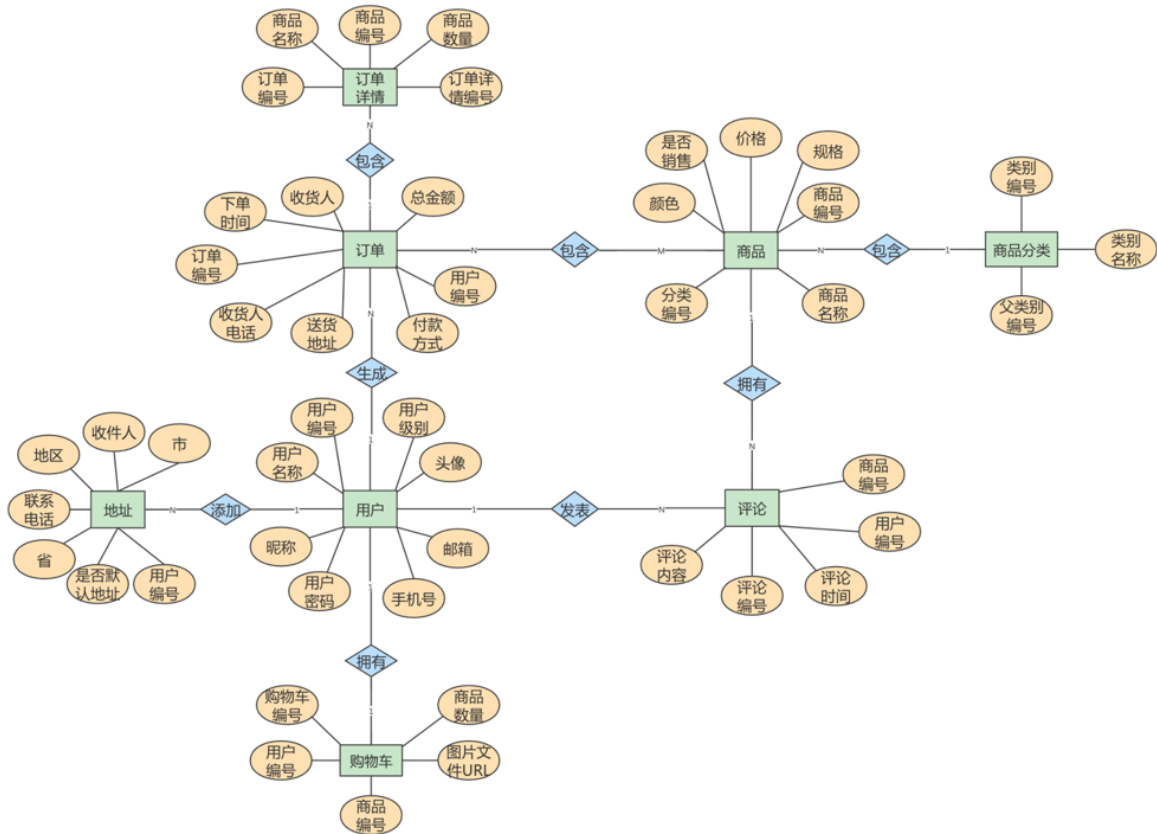 商品
名称
商品
编号
商品
数量
订单
编号
订单
详情
订单详
情编号
N
包含
1
下单
时间
收货人
总金额
订单
编号
订单
用户
编号
收货人
电话
送货
地址
付款
方式
N
包含
M
是否
销售
价格
规格
颜色
商品
编号
商品
分类
编号
商品
名称
N
包含
1
类别
编号
商品分类
类别
名称
父类别
编号
N
生成
1
1
拥有
N
用户
编号
用户
级别
用户
名称
头像
用户
昵称
用户
密码
手机号
邮箱
收件人
地区
市
联系
电话
地址
省
是否默
认地址
用户
编号
N
添加
1
1
发表
N
商品
编号
评论
用户
编号
评论
内容
评论
编号
评论
时间
1
拥有
1
购物车
编号
商品
数量
用户
编号
购物车
图片文
件URL
商品
编号